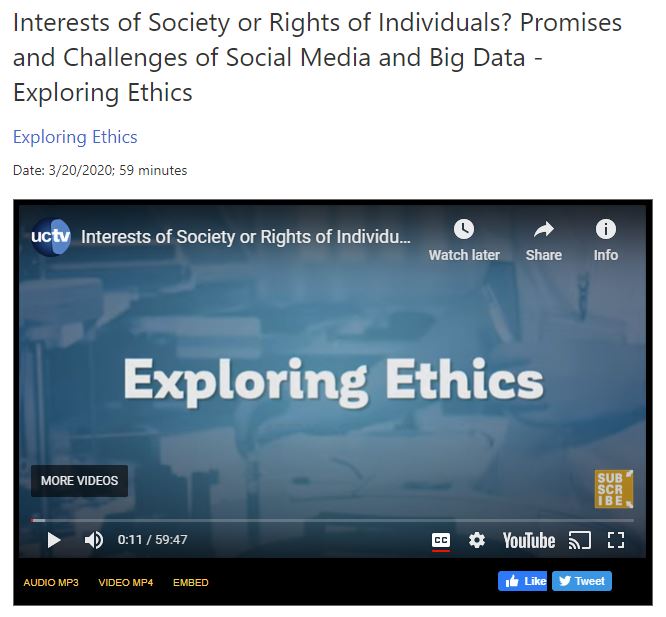 Interests of Society or Rights of Individuals? Promises
and Challenges of Social Media and Big Data -
Exploring Ethics
Exploring Ethics
Date: 3/20/2020; 59 minutes
uctv Interests of Society or Rights of Individu...
Watch later Share Info
Exploring Ethics
MORE VIDEOS
SUB
SCR
IBE
0:11 / 59:47 CC YouTube
AUDIO MP3 VIDEO MP4 EMBED Like Tweet